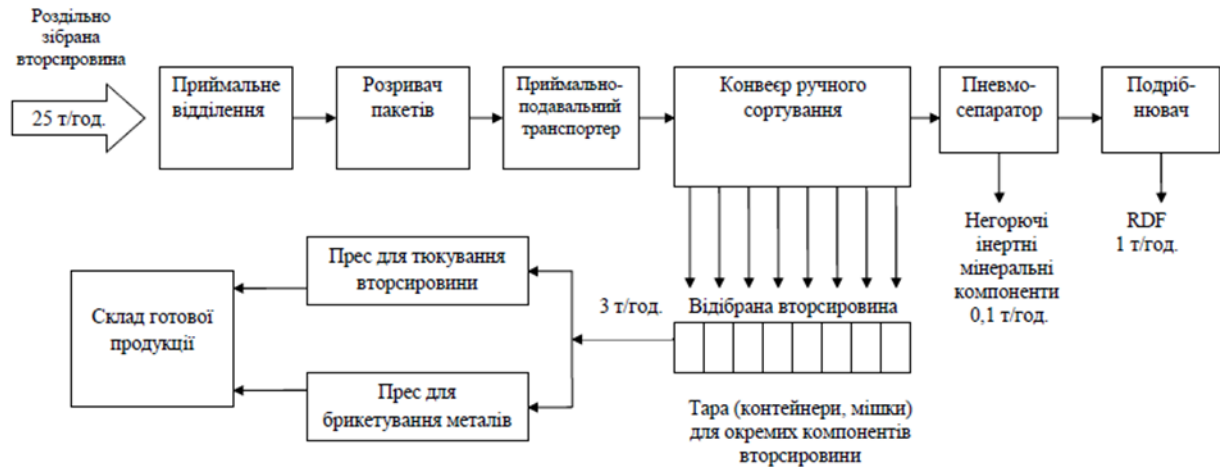 Роздільно
зібрана
вторсировина
25 т/год.
Приймальне
відділення
Розривач
пакетів
Приймально-
подавальний
транспортер
Конвеєр ручного
сортування
Пневмо-
сепаратор
Подріб-
нювач
Негорючі
інертні
мінеральні
компоненти
0,1 т/год.
RDF
1 т/год.
Прес для тюкування
вторсировини
3 т/год.
Відібрана вторсировина
Склад готової
продукції
Прес для
брикетування металів
Тара (контейнери, мішки)
для окремих компонентів
вторсировини